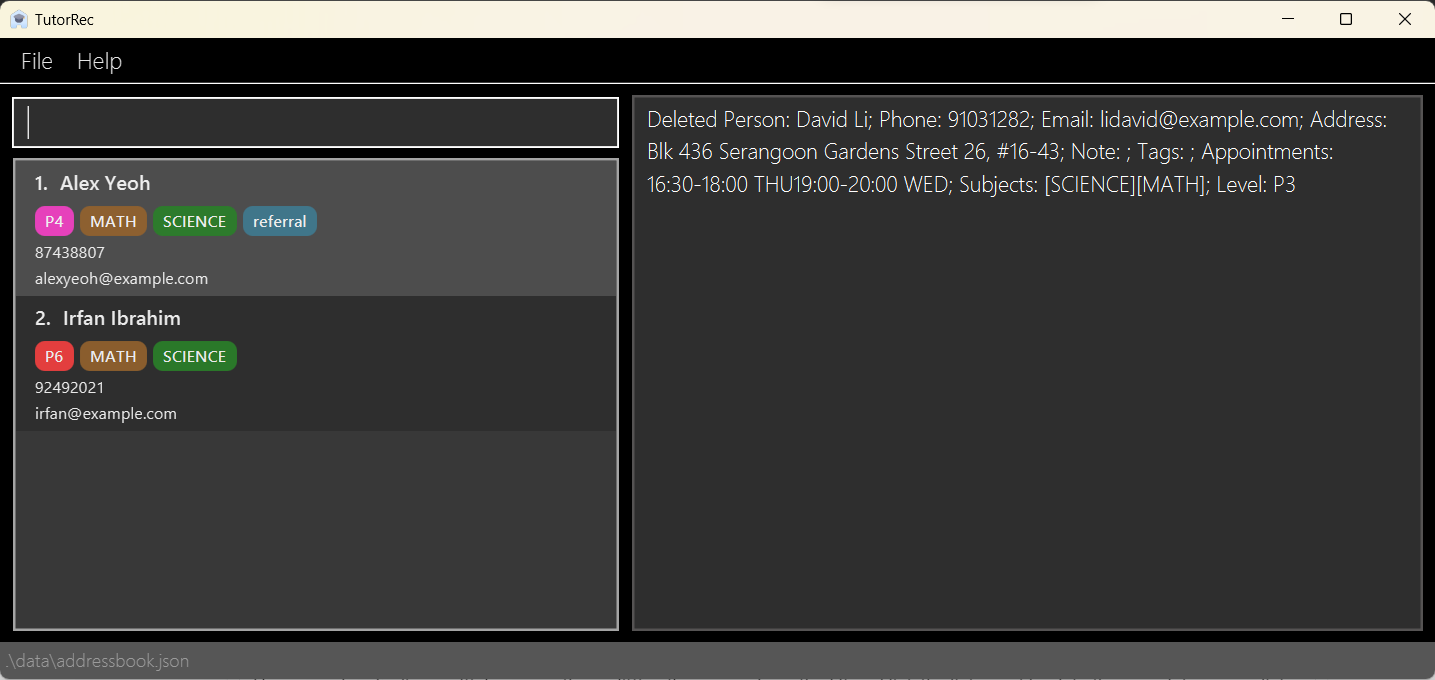 TutorRec
File Help
Deleted Person: David Li; Phone: 91031282; Email: lidavid@example.com; Address:
Blk 436 Serangoon Gardens Street 26, #16-43; Note: ; Tags: ; Appointments:
16:30-18:00 THU19:00-20:00 WED; Subjects: [SCIENCE][MATH]; Level: P3
1. Alex Yeoh
P4 MATH SCIENCE referral
87438807
alexyeoh@example.com
2. Irfan Ibrahim
P6 MATH SCIENCE
92492021
irfan@example.com
.\data\addressbook.json